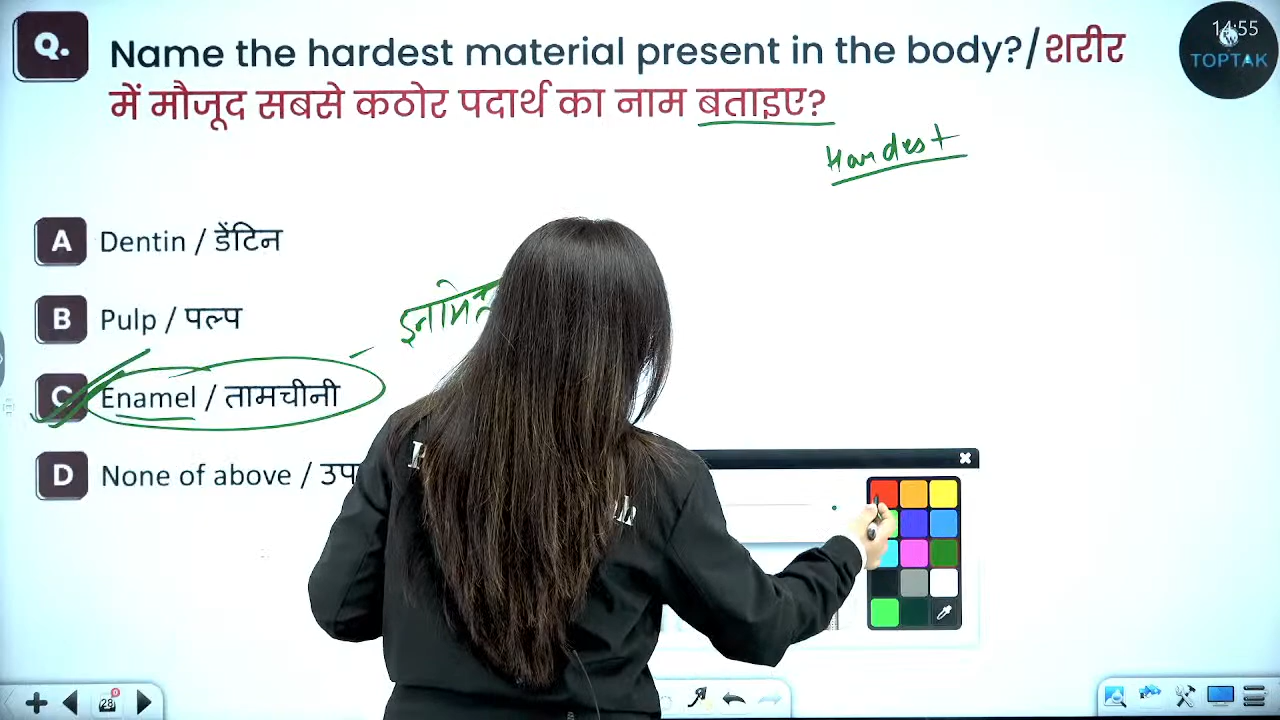 Q.
Name the hardest material present in the body?/शरीर
में मौजूद सबसे कठोर पदार्थ का नाम बताइए?
14:55
TOPTAK
Hardest
A Dentin / डेंटिन
B Pulp / पल्प
C Enamel / तामचीनी
D None of above /
28